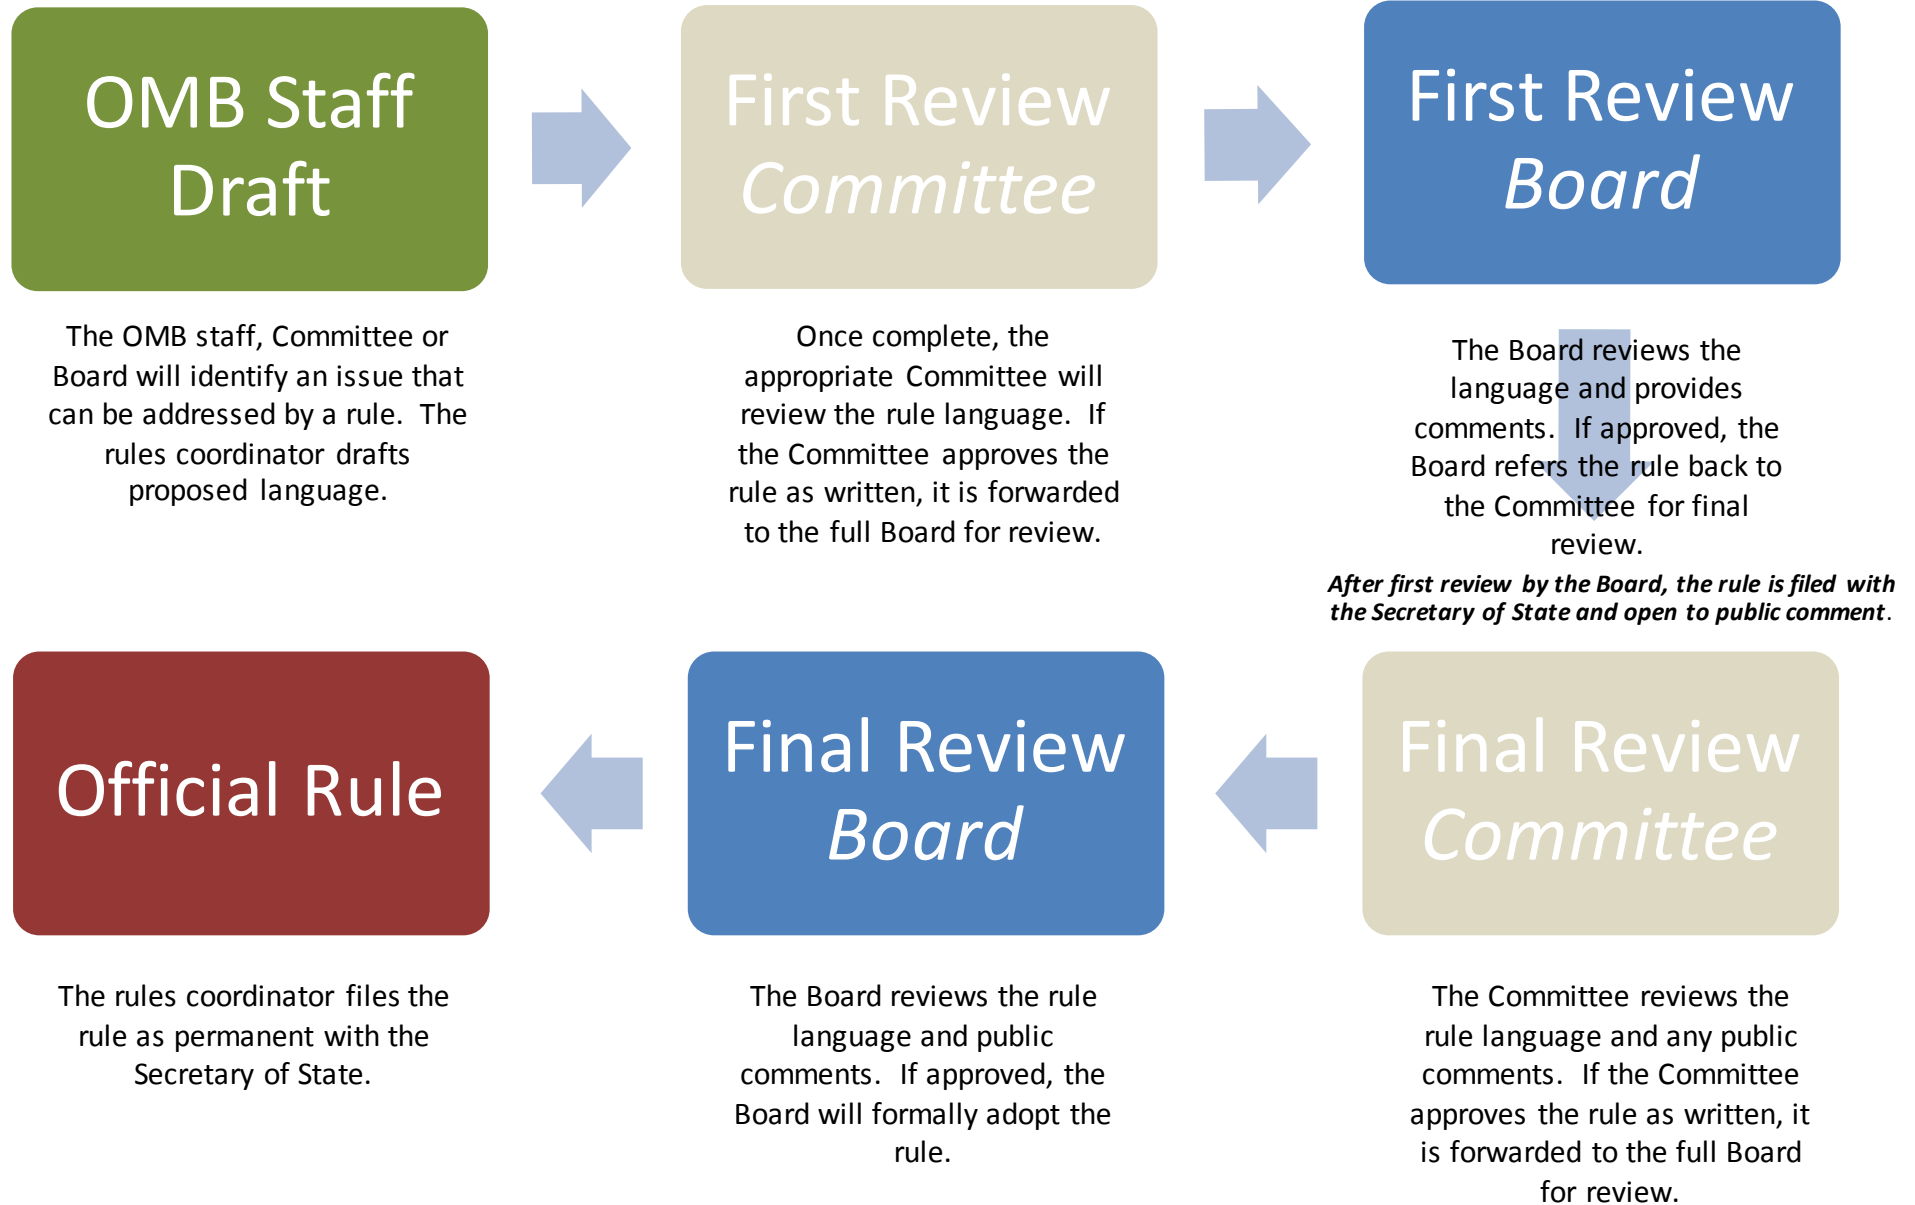 OMB Staff
Draft
The OMB staff, Committee or
Board will identify an issue that
can be addressed by a rule.  The
rules coordinator drafts
proposed language.
First Review
Committee
Once complete, the
appropriate Committee will
review the rule language.  If
the Committee approves the
rule as written, it is forwarded
to the full Board for review.
First Review
Board
The Board reviews the
language and provides
comments.  If approved, the
Board refers the rule back to
the Committee for final
review.
After first review by the Board, the rule is filed with
the Secretary of State and open to public comment.
Final Review
Committee
The Committee reviews the
rule language and any public
comments.  If the Committee
approves the rule as written, it
is forwarded to the full Board
for review.
Final Review
Board
The Board reviews the rule
language and public
comments.  If approved, the
Board will formally adopt the
rule.
Official Rule
The rules coordinator files the
rule as permanent with the
Secretary of State.